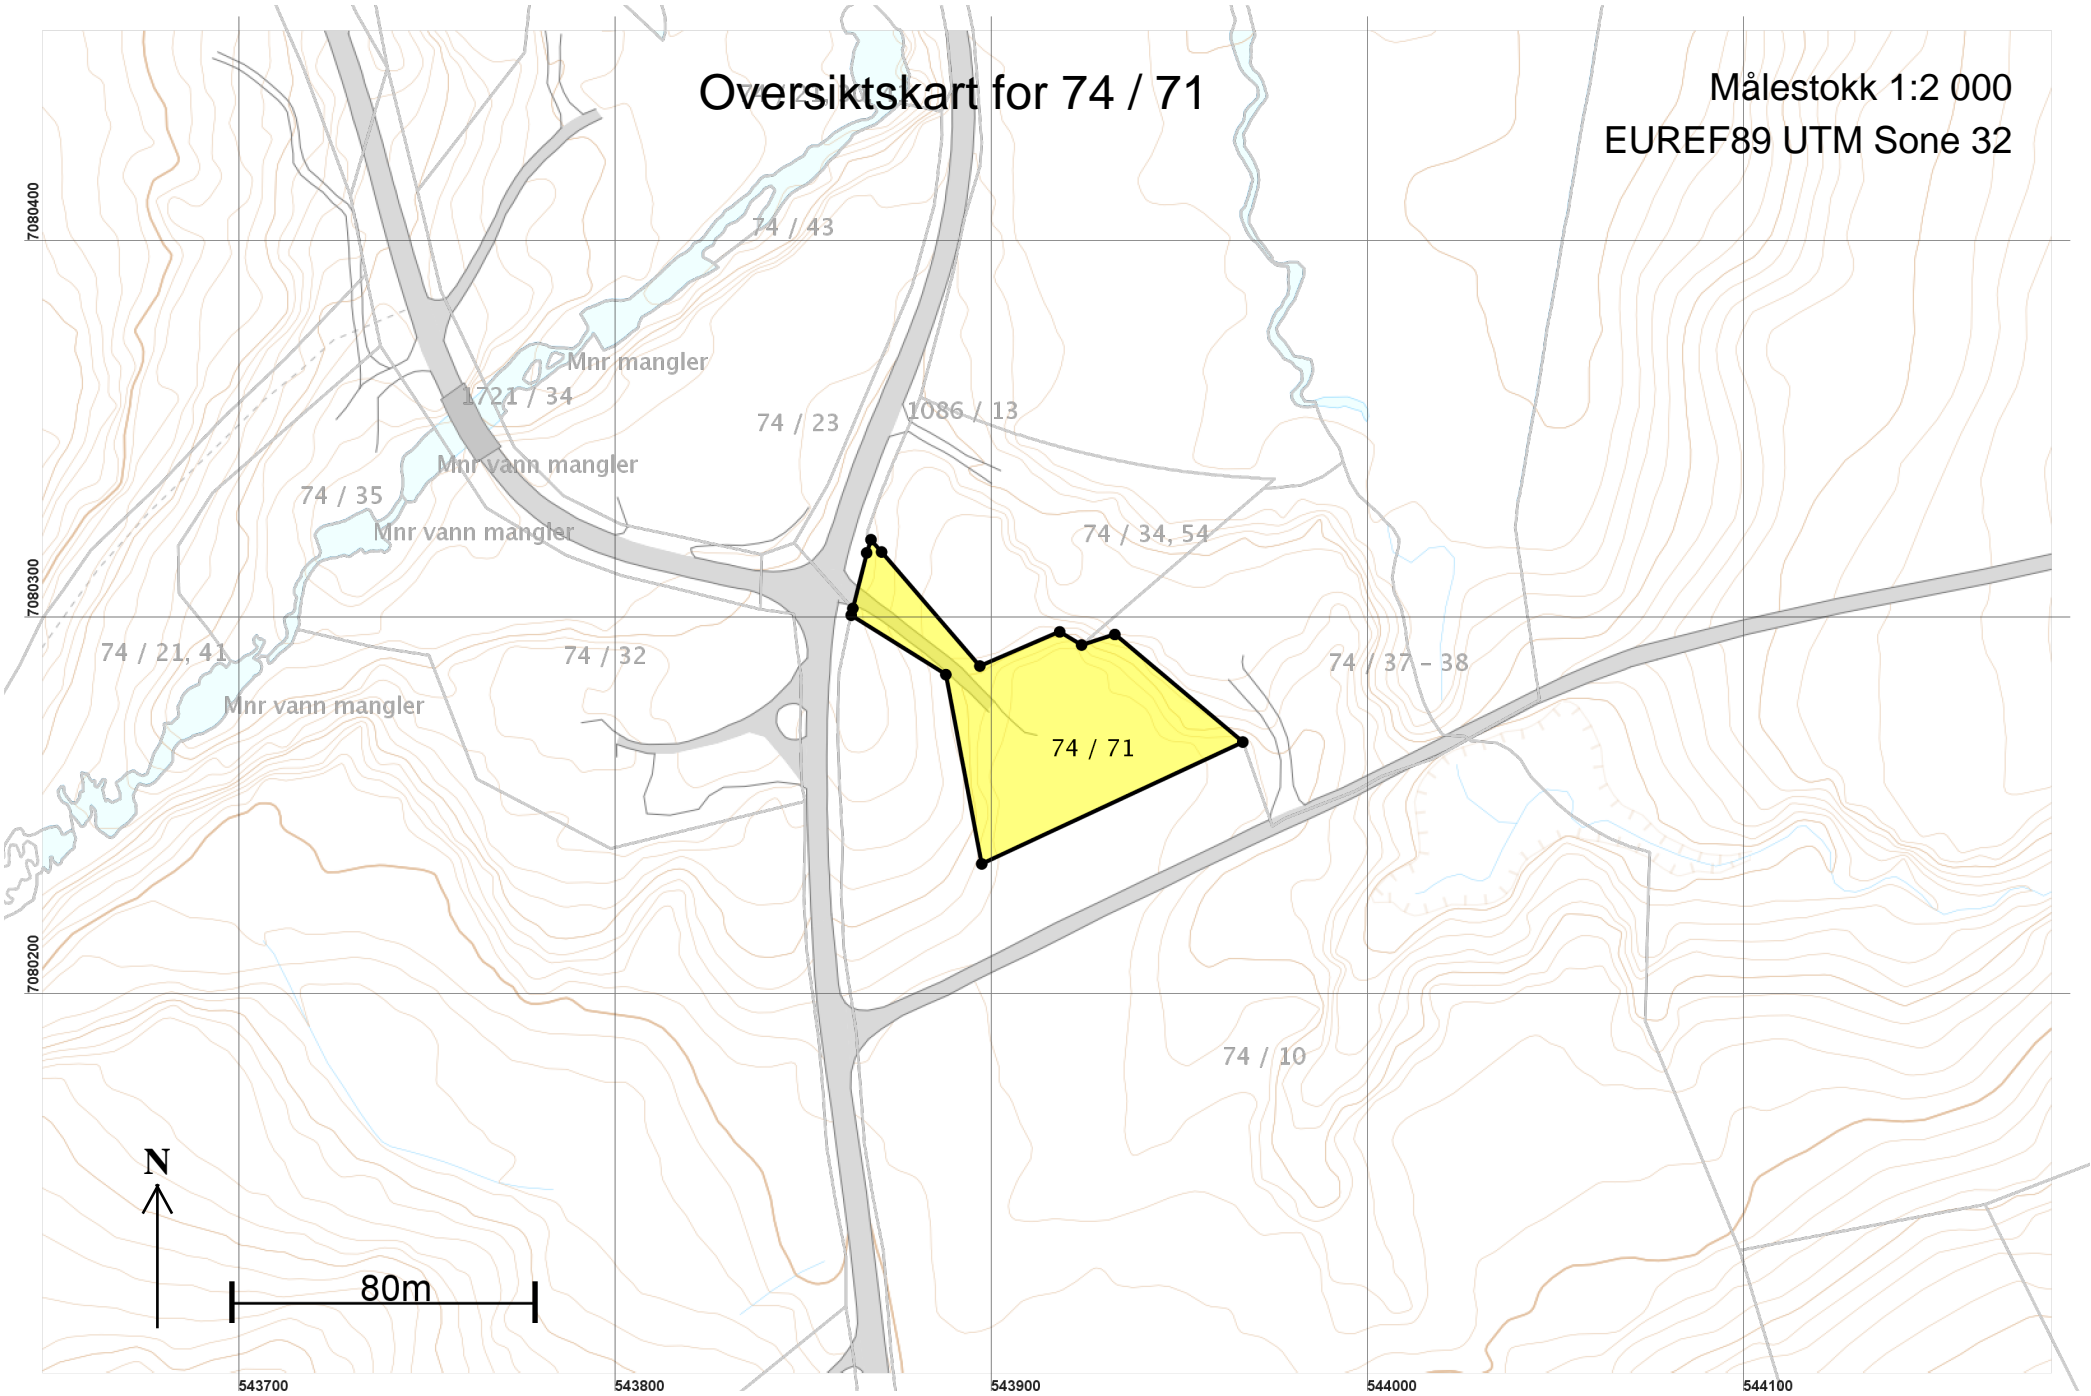 Oversiktskart for 74 / 71
Målestokk 1:2 000
EUREF89 UTM Sone 32
7080400
74 / 43
Mnr mangler
1721 / 34
74 / 23
1086 / 13
Mnr vann mangler
74 / 35
Mnr vann mangler
74 / 34, 54
7080300
74 / 21, 41
74 / 32
74 / 37 – 38
Mnr vann mangler
74 / 71
7080200
74 / 10
N
80m
543700
543800
543900
544000
544100